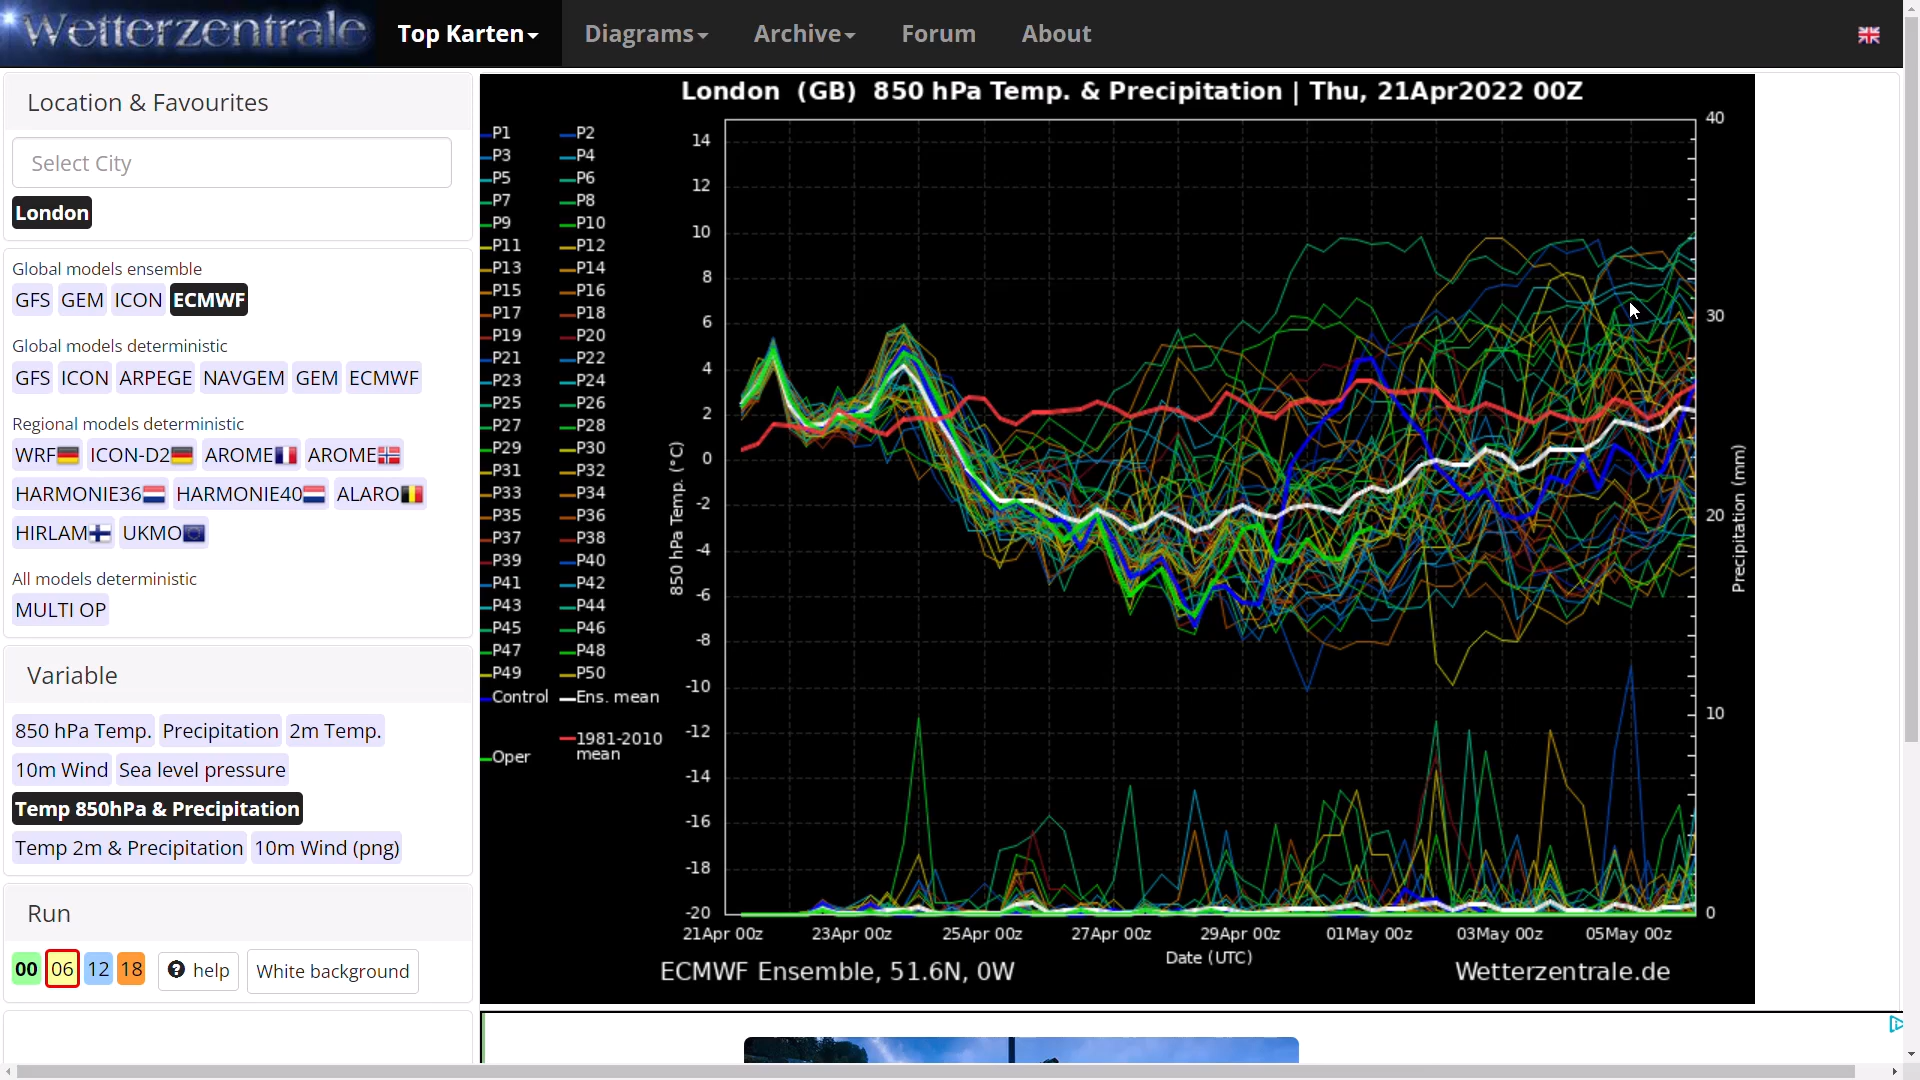 Wetterzentrale
Top Karten
Diagrams
Archive
Forum
About
Location & Favourites
Select City
London
Global models ensemble
GFS GEM ICON ECMWF
Global models deterministic
GFS ICON ARPEGE NAVGEM GEM ECMWF
Regional models deterministic
WRF ICON-D2 AROME AROME
HARMONIE36 HARMONIE40 ALARO
HIRLAM UKMO
All models deterministic
MULTI OP
Variable
850 hPa Temp. Precipitation 2m Temp.
10m Wind Sea level pressure
Temp 850hPa & Precipitation
Temp 2m & Precipitation 10m Wind (png)
Run
00 06 12 18 help White background
London (GB) 850 hPa Temp. & Precipitation | Thu, 21Apr2022 00Z
P1 P2
P3 P4
P5 P6
P7 P8
P9 P10
P11 P12
P13 P14
P15 P16
P17 P18
P19 P20
P21 P22
P23 P24
P25 P26
P27 P28
P29 P30
P31 P32
P33 P34
P35 P36
P37 P38
P39 P40
P41 P42
P43 P44
P45 P46
P47 P48
P49 P50
Control Ens. mean
1981-2010
mean
Oper
850 hPa Temp. (°C)
14
12
10
8
6
4
2
0
-2
-4
-6
-8
-10
-12
-14
-16
-18
-20
40
30
20
10
0
Precipitation (mm)
21Apr 00z 23Apr 00z 25Apr 00z 27Apr 00z 29Apr 00z 01May 00z 03May 00z 05May 00z
Date (UTC)
ECMWF Ensemble, 51.6N, 0W
Wetterzentrale.de